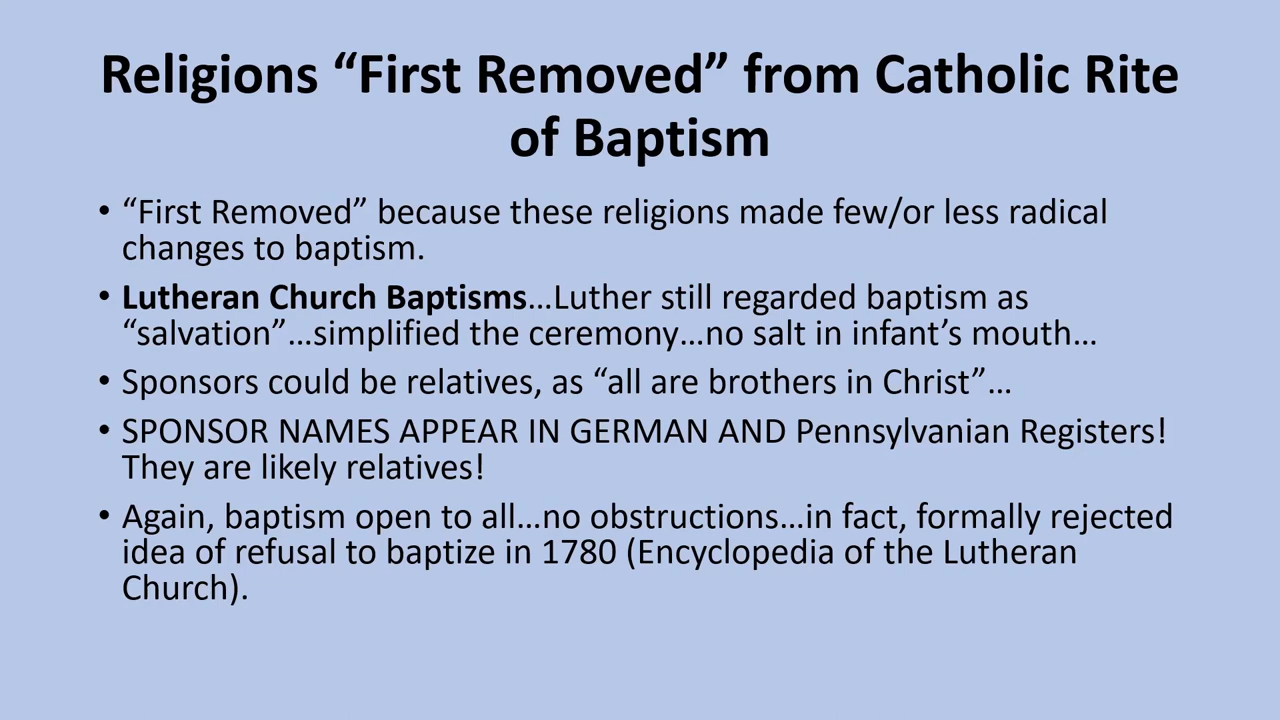 Religions “First Removed” from Catholic Rite
of Baptism
• “First Removed” because these religions made few/or less radical
changes to baptism.
• Lutheran Church Baptisms…Luther still regarded baptism as
“salvation”…simplified the ceremony…no salt in infant’s mouth…
• Sponsors could be relatives, as “all are brothers in Christ”…
• SPONSOR NAMES APPEAR IN GERMAN AND Pennsylvanian Registers!
They are likely relatives!
• Again, baptism open to all…no obstructions…in fact, formally rejected
idea of refusal to baptize in 1780 (Encyclopedia of the Lutheran
Church).